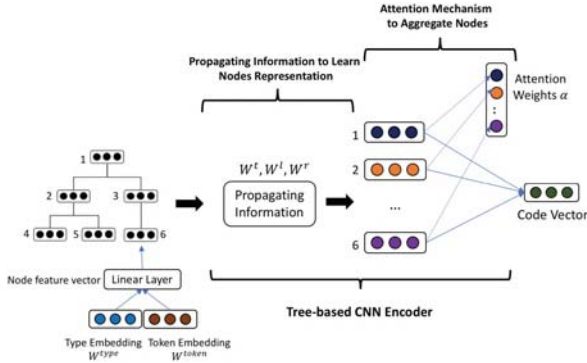 Attention Mechanism
to Aggregate Nodes
Propagating Information to Learn
Nodes Representation
Attention
Weights α
:
1
1
W^t, W^l, W^r
2
2
3
Propagating
Information
...
4
5
6
6
Code Vector
Node feature vector
Linear Layer
Tree-based CNN Encoder
Type Embedding
W^type
Token Embedding
W^token